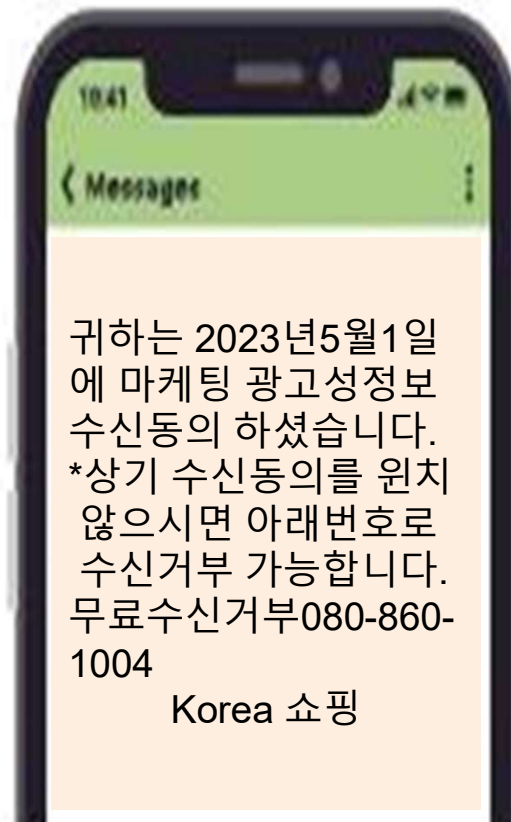 10:41
Messages
귀하는 2023년5월1일
에 마케팅 광고성정보
수신동의 하셨습니다.
*상기 수신동의를 윈치
않으시면 아래번호로
수신거부 가능합니다.
무료수신거부080-860-
1004
Korea 쇼핑